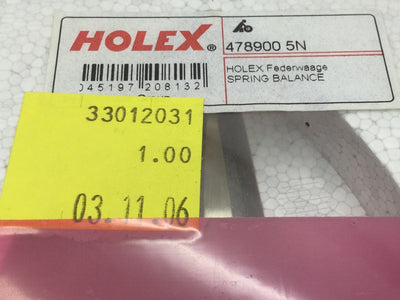 HOLEX®
478900 5N
HOLEX Federwaage
SPRING BALANCE
045197 208132
33012031
1.00
03.11.06